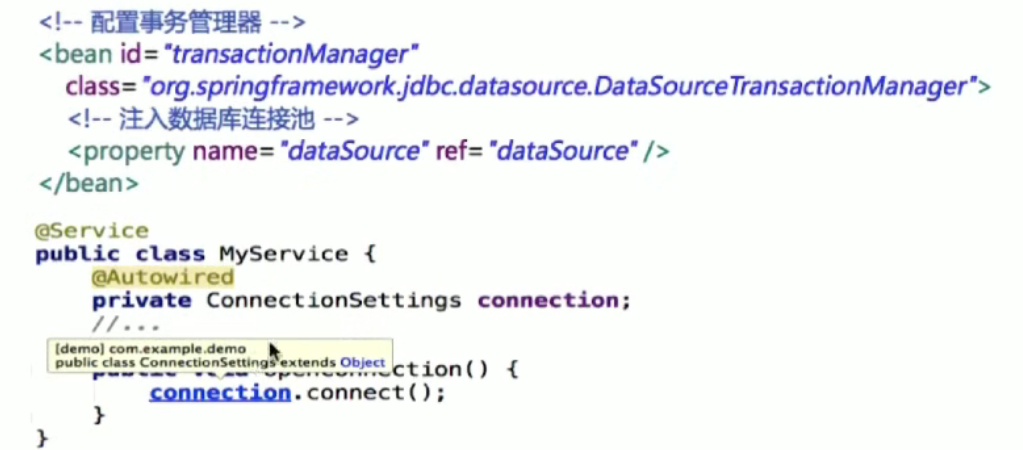 <!-- 配置事务管理器 -->
<bean id="transactionManager"
class="org.springframework.jdbc.datasource.DataSourceTransactionManager">
<!-- 注入数据库连接池 -->
<property name="dataSource" ref="dataSource" />
</bean>
@Service
public class MyService {
@Autowired
private ConnectionSettings connection;
//...
[demo] com.example.demo
public class ConnectionSettings extends Object
ction() {
connection.connect();
}
}